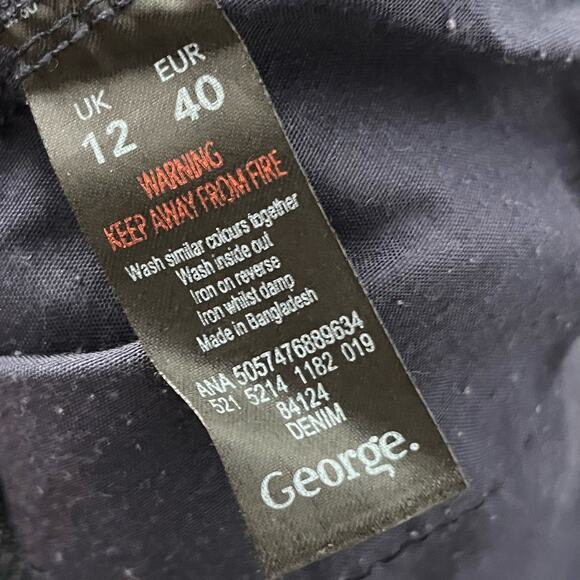 UK EUR
12 40
WARNING
KEEP AWAY FROM FIRE
Wash similar colours together
Wash inside out
Iron on reverse
Iron whilst damp
Made in Bangladesh
ANA 5057476889634
521 5214 1182 019
84124
DENIM
George.